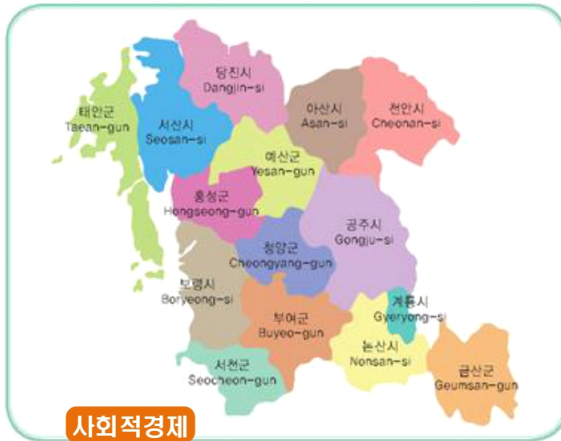 당진시
Dangjin-si
태안군
Taean-gun
서산시
Seosan-si
아산시
Asan-si
천안시
Cheonan-si
예산군
Yesan-gun
홍성군
Hongseong-gun
공주시
Gongju-si
청양군
Cheongyang-gun
보령시
Boryeong-si
계룡시
Gyeryong-si
부여군
Buyeo-gun
논산시
Nonsan-si
서천군
Seocheon-gun
금산군
Geumsan-gun
사회적경제